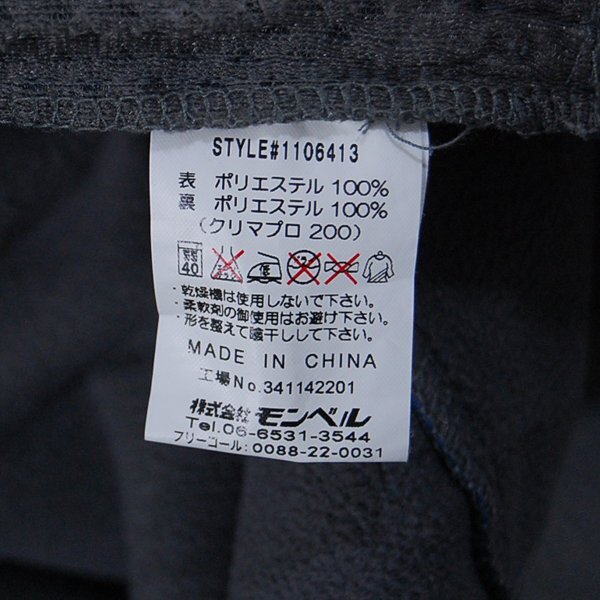 STYLE#1106413
表 ポリエステル 100%
裏 ポリエステル 100%
(クリマプロ 200)
40 低
・乾燥機は使用しないで下さい。
・柔軟剤の御使用はお避け下さい。
・形を整えて陰干しして下さい。
MADE IN CHINA
工場No.341142201
株式会社 モンベル
Tel.06-6531-3544
フリーコール: 0088-22-0031